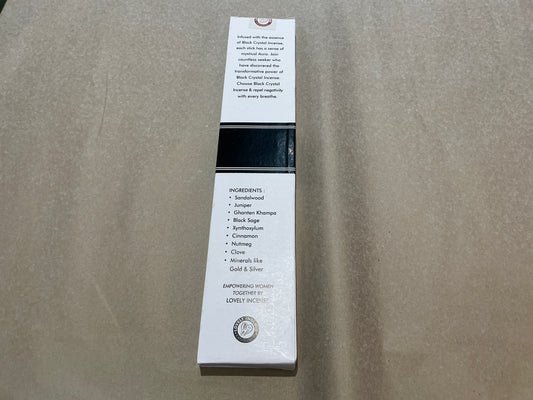 Infused with the essence
of Black Crystal Incense,
each stick has a sense of
mystical Aura. Join
countless seeker who
have discovered the
transformative power of
Black Crystal Incense.
Choose Black Crystal
Incense & repel negativity
with every breathe.
INGREDIENTS :
• Sandalwood
• Juniper
• Ghanten Khampa
• Black Sage
• Xynthoxylum
• Cinnamon
• Nutmeg
• Clove
• Minerals like
Gold & Silver
EMPOWERING WOMEN
TOGETHER BY
LOVELY INCENSE